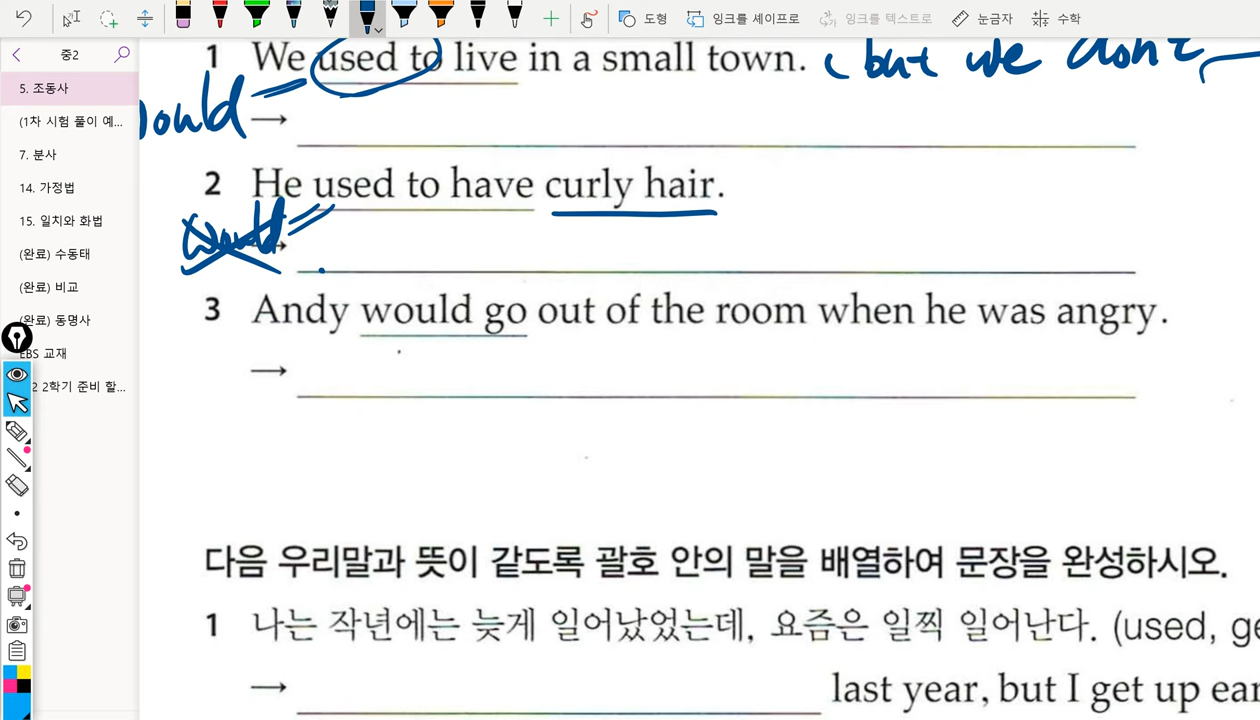 도형
잉크를 셰이프로
잉크를 텍스트로
눈금자
수학
중2
5. 조동사
(1차 시험 풀이 예...
7. 분사
14. 가정법
15. 일치와 화법
(완료) 수동태
(완료) 비교
(완료) 동명사
EBS 교재
2 2학기 준비 할...
1 We used to live in a small town. (but we don't
would =
→
2 He used to have curly hair.
would =
→
3 Andy would go out of the room when he was angry.
→
다음 우리말과 뜻이 같도록 괄호 안의 말을 배열하여 문장을 완성하시오.
1 나는 작년에는 늦게 일어났었는데, 요즘은 일찍 일어난다. (used, ge
→ last year, but I get up ear